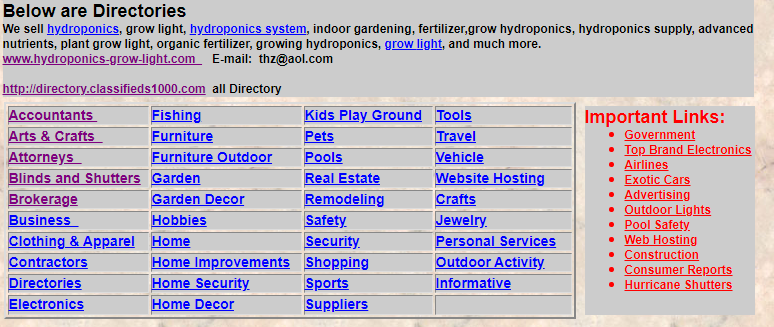 Below are Directories
We sell hydroponics, grow light, hydroponics system, indoor gardening, fertilizer,grow hydroponics, hydroponics supply, advanced
nutrients, plant grow light, organic fertilizer, growing hydroponics, grow light, and much more.
www.hydroponics-grow-light.com   E-mail: thz@aol.com
http://directory.classifieds1000.com all Directory
Accountants Fishing Kids Play Ground Tools
Arts & Crafts Furniture Pets Travel
Attorneys Furniture Outdoor Pools Vehicle
Blinds and Shutters Garden Real Estate Website Hosting
Brokerage Garden Decor Remodeling Crafts
Business Hobbies Safety Jewelry
Clothing & Apparel Home Security Personal Services
Contractors Home Improvements Shopping Outdoor Activity
Directories Home Security Sports Informative
Electronics Home Decor Suppliers
Important Links:
Government
Top Brand Electronics
Airlines
Exotic Cars
Advertising
Outdoor Lights
Pool Safety
Web Hosting
Construction
Consumer Reports
Hurricane Shutters